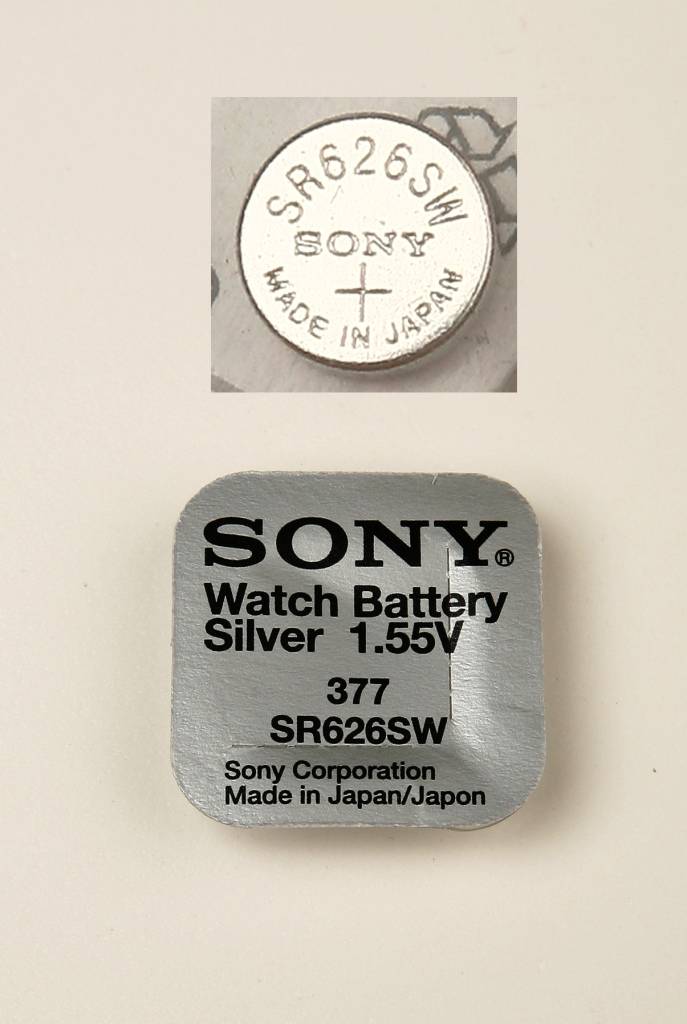 SR626SW
SONY
+
MADE IN JAPAN
SONY®
Watch Battery
Silver 1.55V
377
SR626SW
Sony Corporation
Made in Japan/Japon